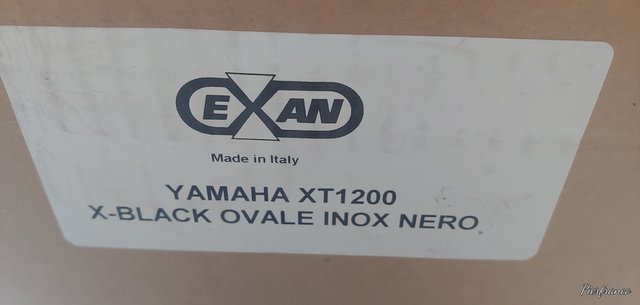 EXAN
Made in Italy
YAMAHA XT1200
X-BLACK OVALE INOX NERO
Pierfranco